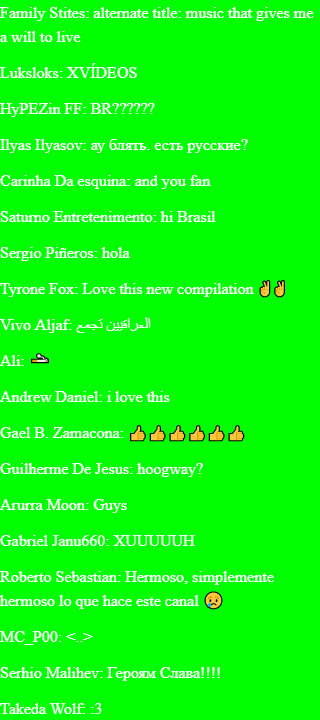 Family Stites: alternate title: music that gives me
a will to live
Luksloks: XVÍDEOS
HyPEZin FF: BR??????
Ilyas Ilyasov: ау блять. есть русские?
Carinha Da esquina: and you fan
Saturno Entretenimento: hi Brasil
Sergio Piñeros: hola
Tyrone Fox: Love this new compilation ✌✌
Vivo Aljaf: العراقيين تجمع
Ali: 🚬
Andrew Daniel: i love this
Gael B. Zamacona: 👍👍👍👍👍👍
Guilherme De Jesus: hoogway?
Arurra Moon: Guys
Gabriel Janu660: XUUUUUH
Roberto Sebastian: Hermoso, simplemente
hermoso lo que hace este canal 😥
MC_P00: <..>
Serhio Malihev: Героям Слава!!!!
Takeda Wolf: :3